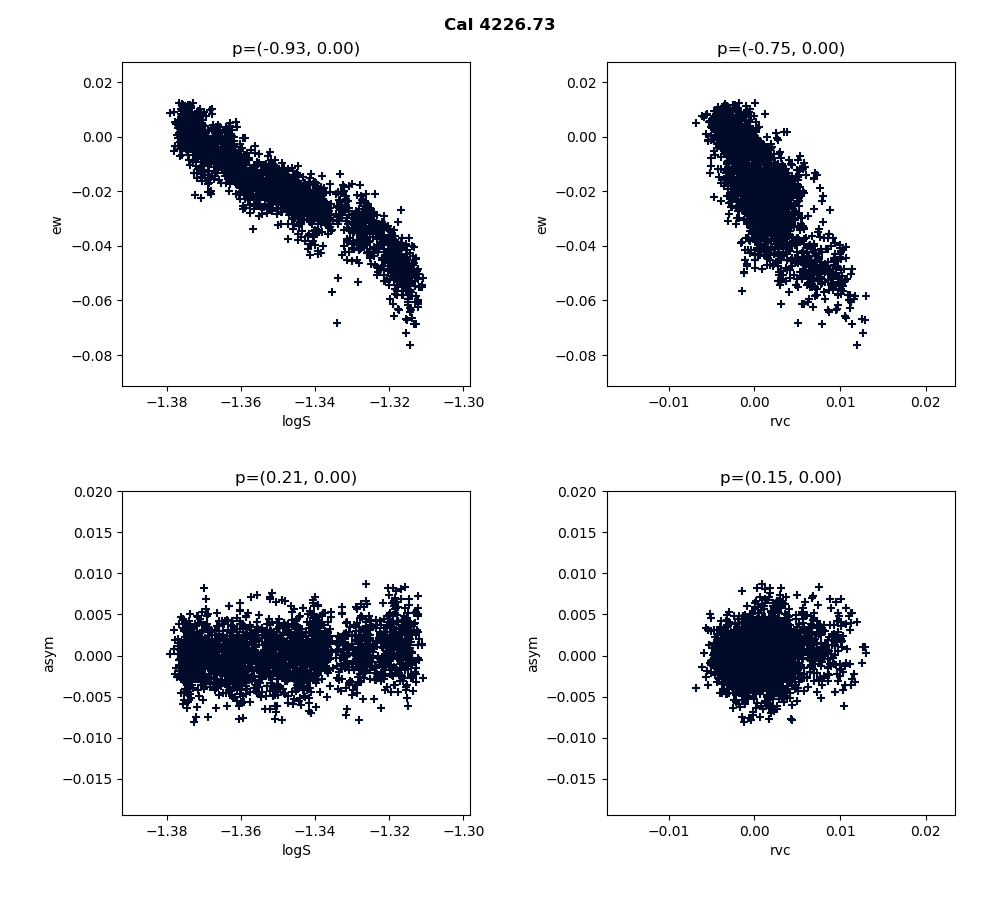 CaI 4226.73
p=(-0.93, 0.00)
p=(-0.75, 0.00)
0.02
0.00
−0.02
−0.04
−0.06
−0.08
ew
−1.38 −1.36 −1.34 −1.32 −1.30
logS
0.02
0.00
−0.02
−0.04
−0.06
−0.08
ew
−0.01 0.00 0.01 0.02
rvc
p=(0.21, 0.00)
p=(0.15, 0.00)
0.020
0.015
0.010
0.005
0.000
−0.005
−0.010
−0.015
asym
−1.38 −1.36 −1.34 −1.32 −1.30
logS
0.020
0.015
0.010
0.005
0.000
−0.005
−0.010
−0.015
asym
−0.01 0.00 0.01 0.02
rvc